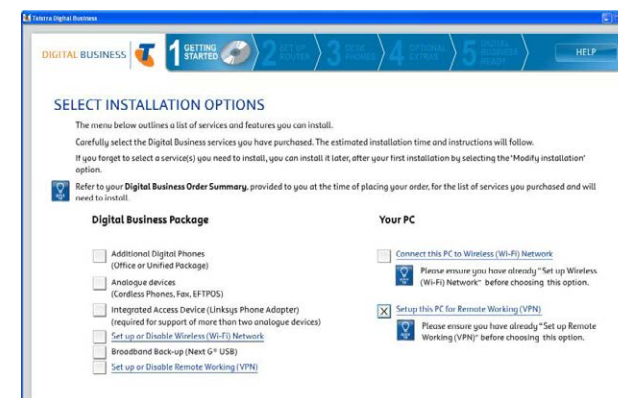 Telstra Digital Business
DIGITAL BUSINESS
1 GETTING STARTED
2 SET UP ROUTER
3 DESK PHONES
4 OPTIONAL EXTRAS
5 DIGITAL BUSINESS READY
HELP
SELECT INSTALLATION OPTIONS
The menu below outlines a list of services and features you can install.
Carefully select the Digital Business services you have purchased. The estimated installation time and instructions will follow.
If you forget to select a service(s) you need to install, you can install it later, after your first installation by selecting the 'Modify installation'
option.
Refer to your Digital Business Order Summary, provided to you at the time of placing your order, for the list of services you purchased and will
need to install.
Digital Business Package
Additional Digital Phones
(Office or Unified Package)
Analogue devices
(Cordless Phones, Fax, EFTPOS)
Integrated Access Device (Linksys Phone Adapter)
(required for support of more than two analogue devices)
Set up or Disable Wireless (Wi-Fi) Network
Broadband Back-up (Next G® USB)
Set up or Disable Remote Working (VPN)
Your PC
Connect this PC to Wireless (Wi-Fi) Network
Please ensure you have already "Set up Wireless
(Wi-Fi) Network" before choosing this option.
Setup this PC for Remote Working (VPN)
Please ensure you have already "Set up Remote
Working (VPN)" before choosing this option.